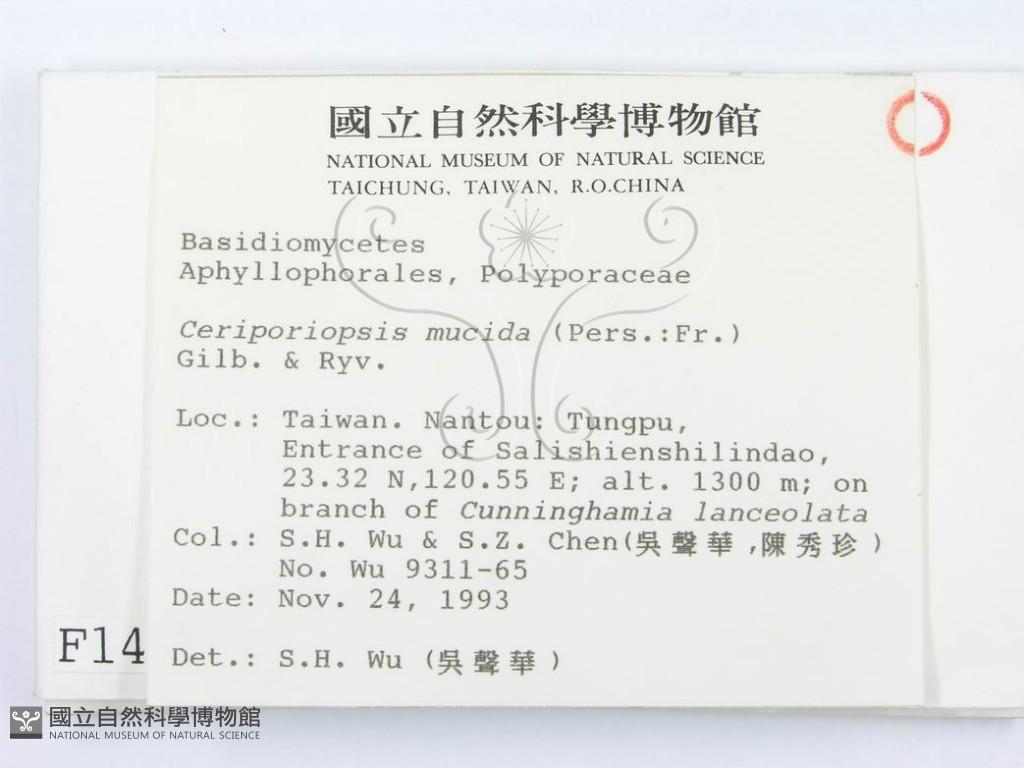 國立自然科學博物館
NATIONAL MUSEUM OF NATURAL SCIENCE
TAICHUNG, TAIWAN, R.O.CHINA
Basidiomycetes
Aphyllophorales, Polyporaceae
Ceriporiopsis mucida (Pers.:Fr.)
Gilb. & Ryv.
Loc.: Taiwan. Nantou: Tungpu,
Entrance of Salishienshilindao,
23.32 N,120.55 E; alt. 1300 m; on
branch of Cunninghamia lanceolata
Col.: S.H. Wu & S.Z. Chen(吳聲華,陳秀珍)
No. Wu 9311-65
Date: Nov. 24, 1993
F14
Det.: S.H. Wu (吳聲華)
國立自然科學博物館
NATIONAL MUSEUM OF NATURAL SCIENCE